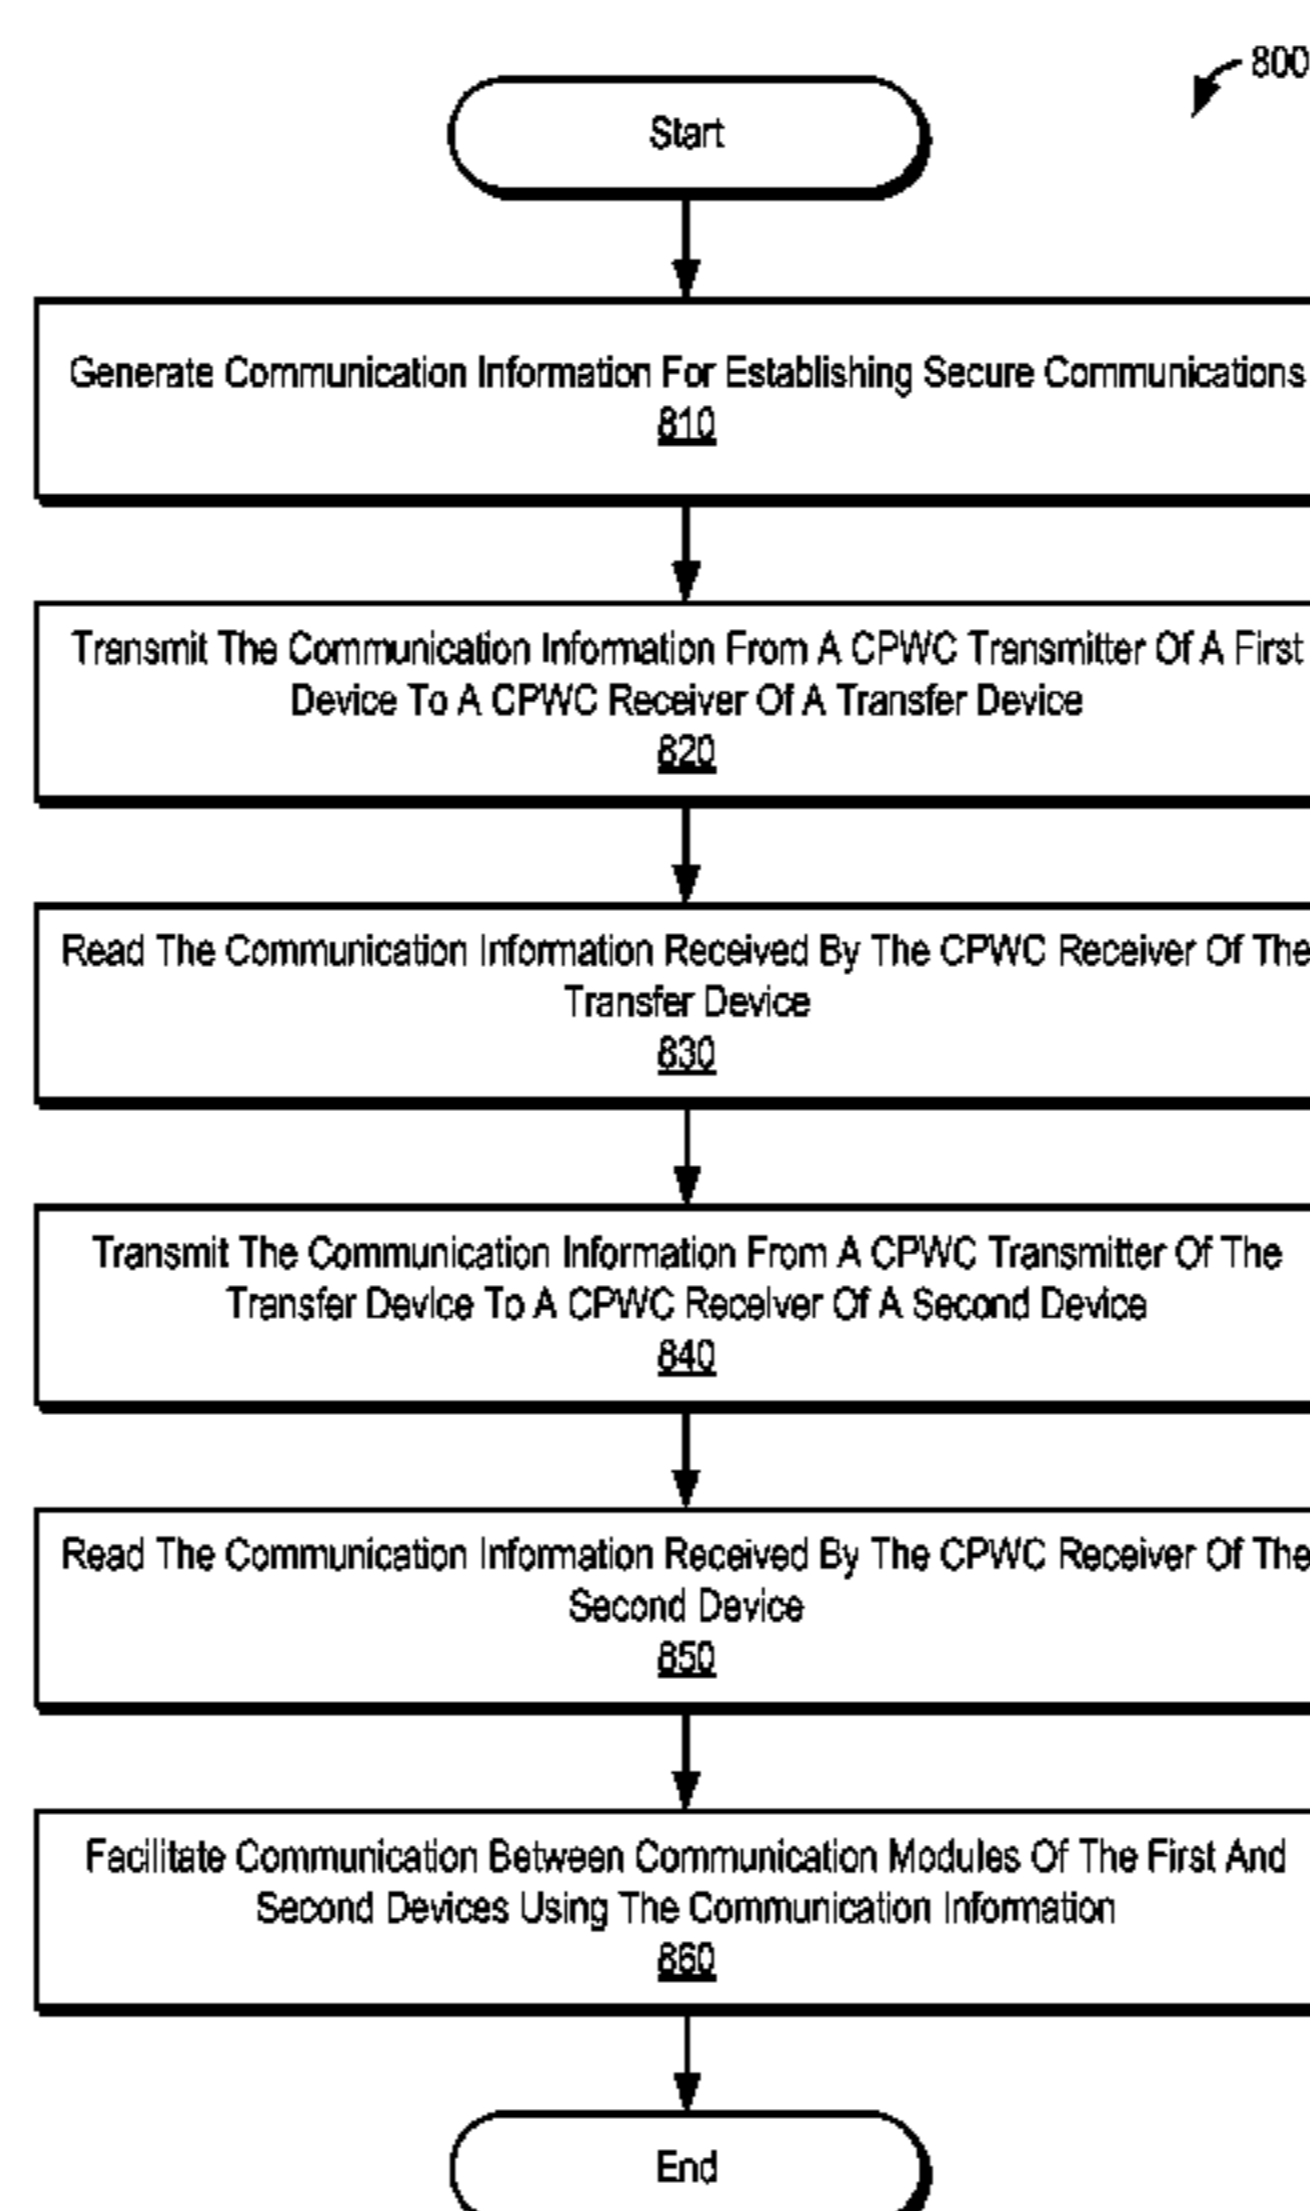 800
Start
Generate Communication Information For Establishing Secure Communications
810
Transmit The Communication Information From A CPWC Transmitter Of A First
Device To A CPWC Receiver Of A Transfer Device
820
Read The Communication Information Received By The CPWC Receiver Of The
Transfer Device
830
Transmit The Communication Information From A CPWC Transmitter Of The
Transfer Device To A CPWC Receiver Of A Second Device
840
Read The Communication Information Received By The CPWC Receiver Of The
Second Device
850
Facilitate Communication Between Communication Modules Of The First And
Second Devices Using The Communication Information
860
End